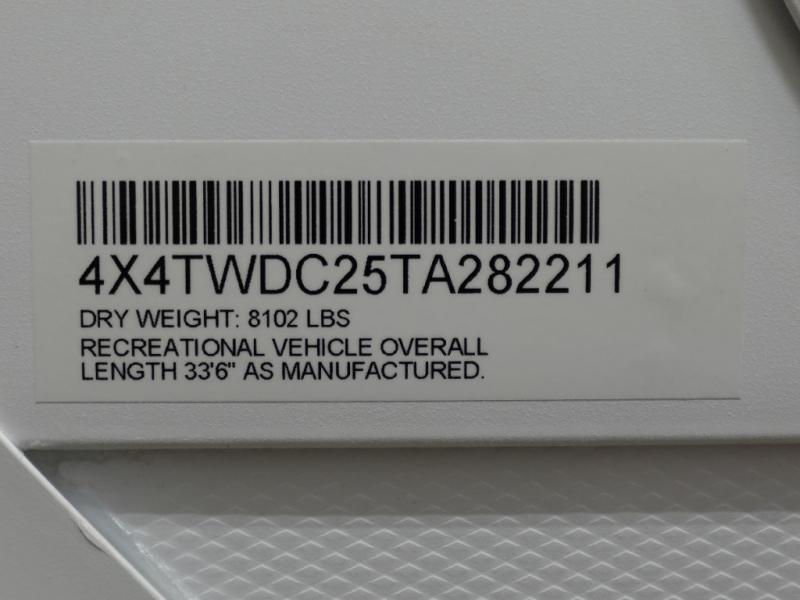 4X4TWDC25TA282211
DRY WEIGHT: 8102 LBS
RECREATIONAL VEHICLE OVERALL
LENGTH 33'6" AS MANUFACTURED.